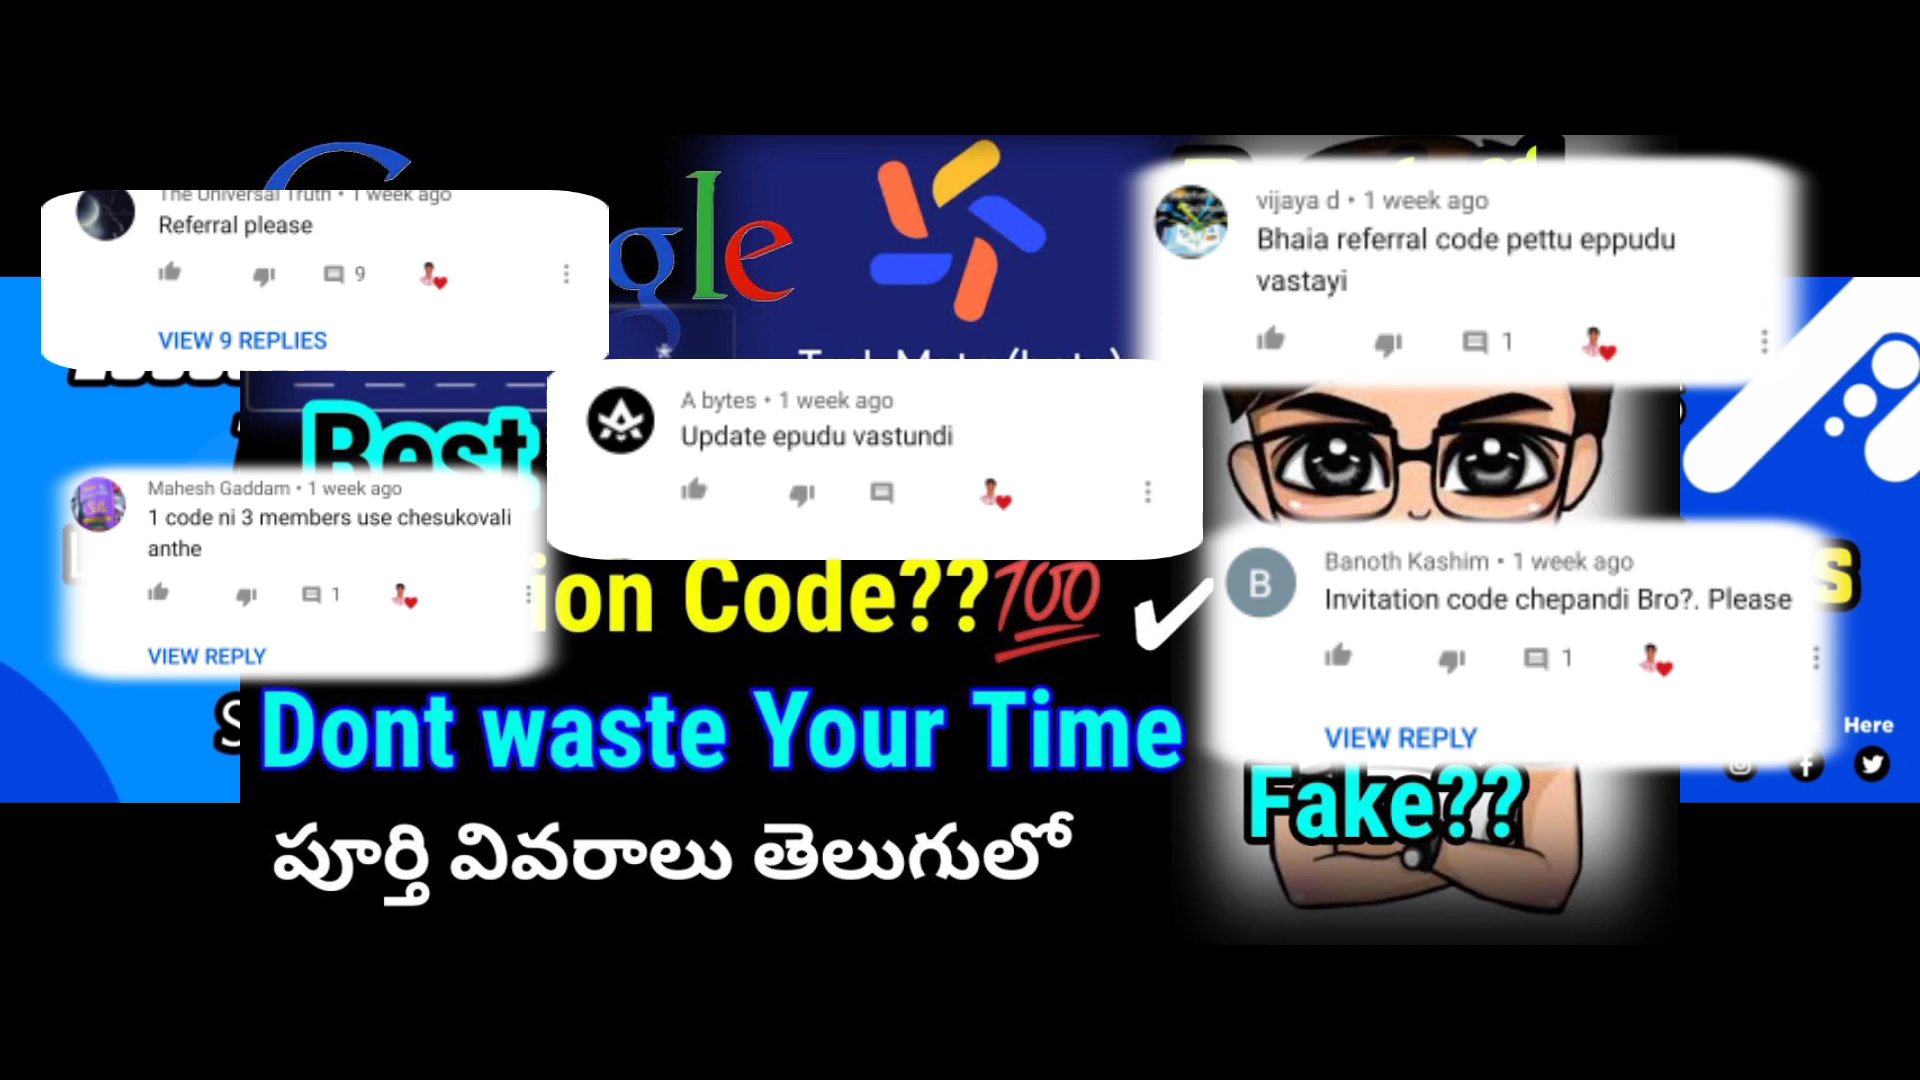 The Universal Truth • 1 week ago
Referral please
9
VIEW 9 REPLIES
gle
vijaya d • 1 week ago
Bhaia referral code pettu eppudu
vastayi
1
A bytes • 1 week ago
Update epudu vastundi
Best
Mahesh Gaddam • 1 week ago
1 code ni 3 members use chesukovali
anthe
1
VIEW REPLY
ion Code??💯 ✔
B
Banoth Kashim • 1 week ago
Invitation code chepandi Bro?. Please
1
VIEW REPLY
Dont waste Your Time
Here
Fake??
పూర్తి వివరాలు తెలుగులో